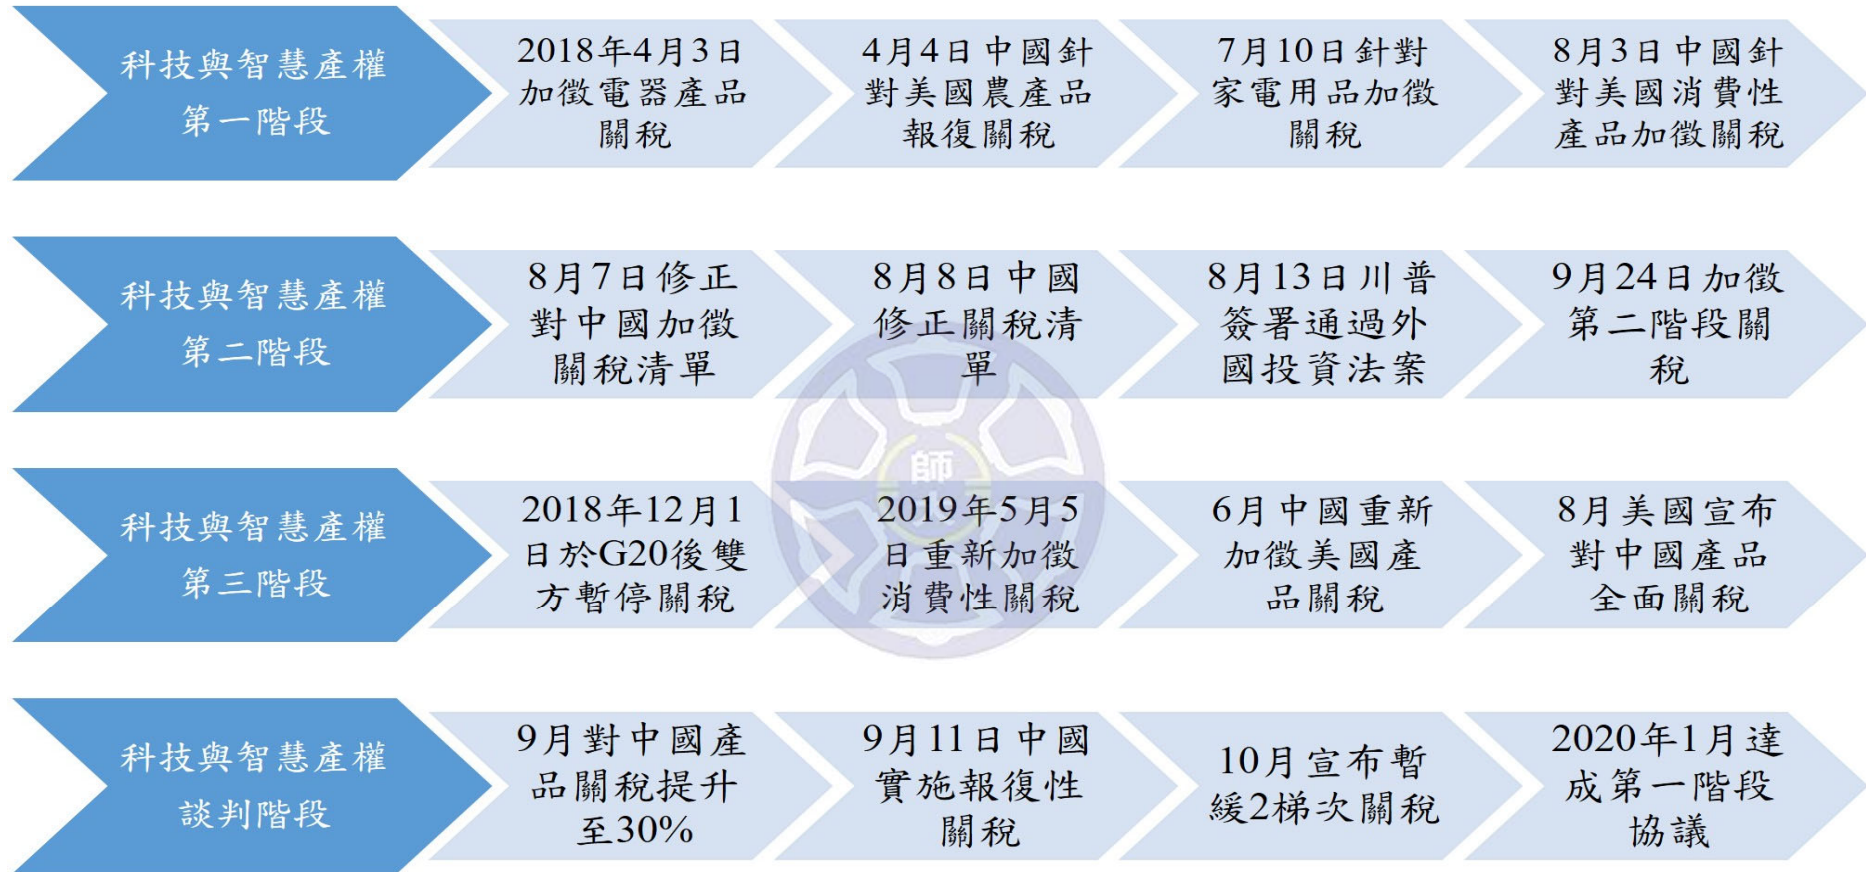 科技與智慧產權
第一階段
2018年4月3日
加徵電器產品
關稅
4月4日中國針
對美國農產品
報復關稅
7月10日針對
家電用品加徵
關稅
8月3日中國針
對美國消費性
產品加徵關稅
科技與智慧產權
第二階段
8月7日修正
對中國加徵
關稅清單
8月8日中國
修正關稅清
單
8月13日川普
簽署通過外
國投資法案
9月24日加徵
第二階段關
稅
科技與智慧產權
第三階段
2018年12月1
日於G20後雙
方暫停關稅
2019年5月5
日重新加徵
消費性關稅
6月中國重新
加徵美國產
品關稅
8月美國宣布
對中國產品
全面關稅
師
科技與智慧產權
談判階段
9月對中國產
品關稅提升
至30%
9月11日中國
實施報復性
關稅
10月宣布暫
緩2梯次關稅
2020年1月達
成第一階段
協議